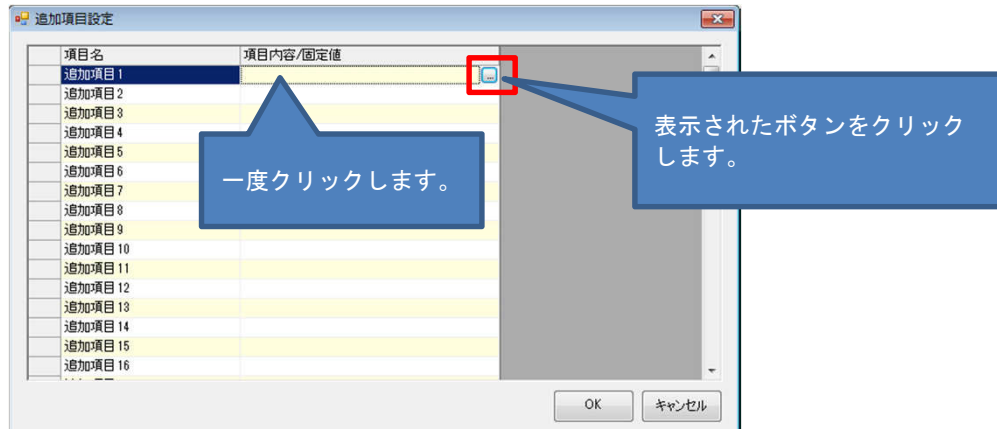 追加項目設定
項目名 項目内容/固定値
追加項目1
追加項目2
追加項目3
追加項目4
追加項目5
追加項目6
追加項目7
追加項目8
追加項目9
追加項目10
追加項目11
追加項目12
追加項目13
追加項目14
追加項目15
追加項目16
...
一度クリックします。
表示されたボタンをクリック
します。
OK キャンセル